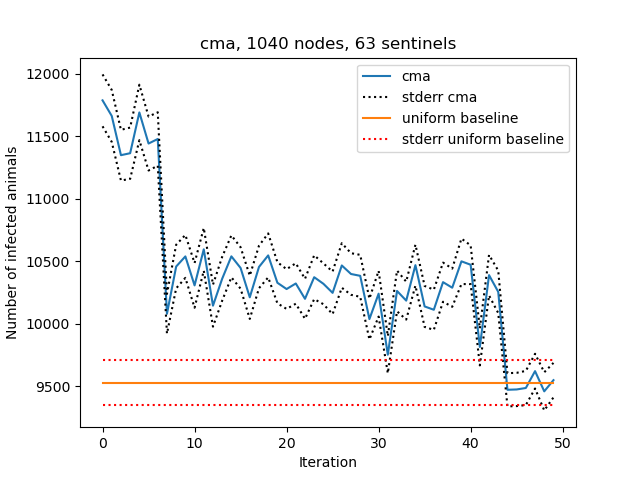 cma, 1040 nodes, 63 sentinels
12000
11500
11000
10500
10000
9500
Number of infected animals
cma
stderr cma
uniform baseline
stderr uniform baseline
0
10
20
30
40
50
Iteration